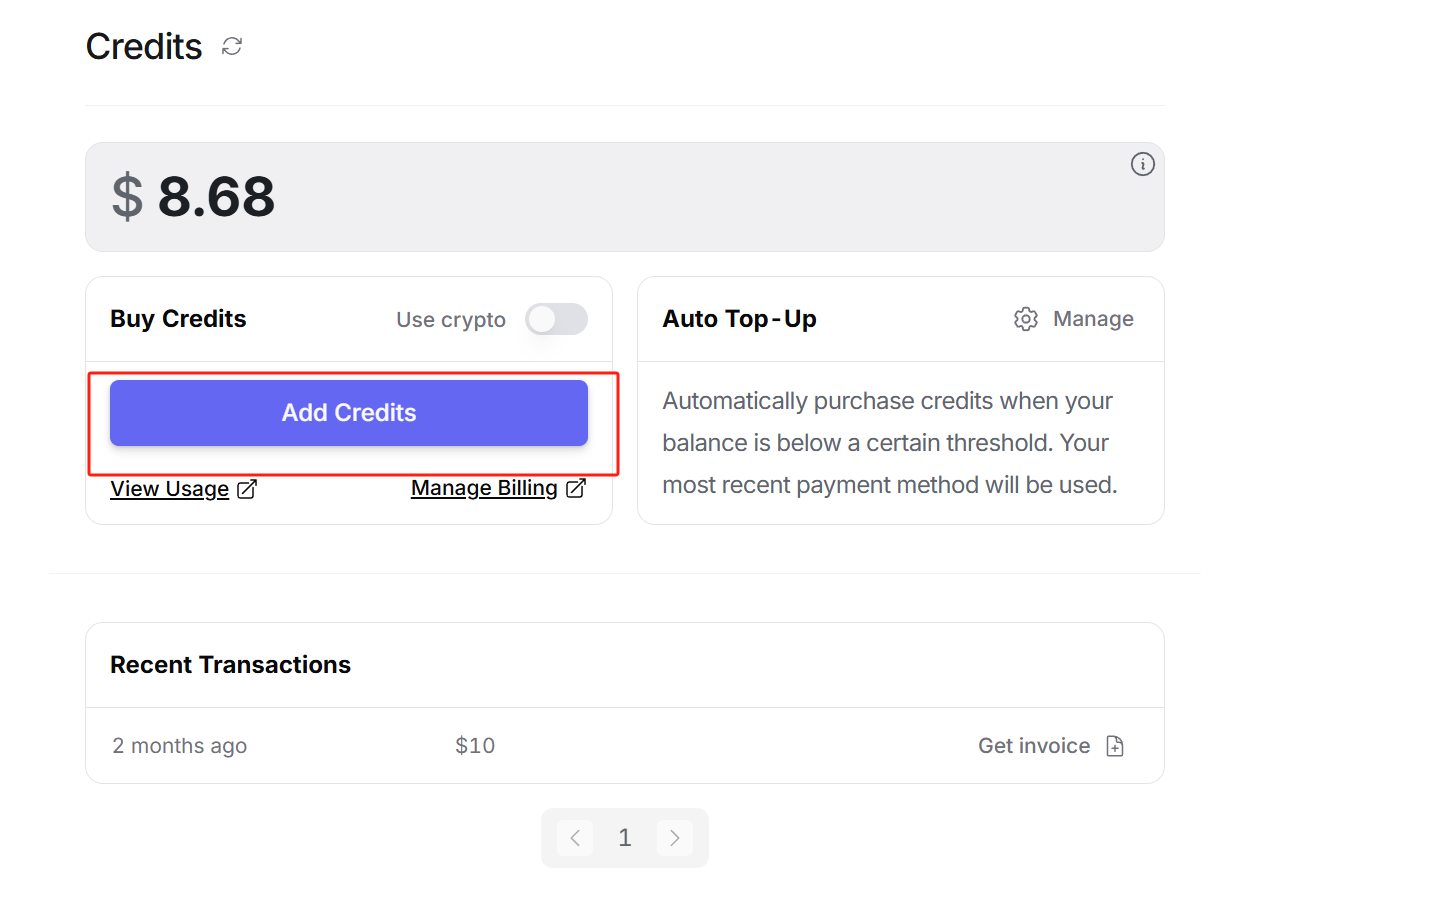 Credits
$ 8.68
Buy Credits
Use crypto
Add Credits
View Usage
Manage Billing
Auto Top-Up
Manage
Automatically purchase credits when your
balance is below a certain threshold. Your
most recent payment method will be used.
Recent Transactions
2 months ago
$10
Get invoice
1